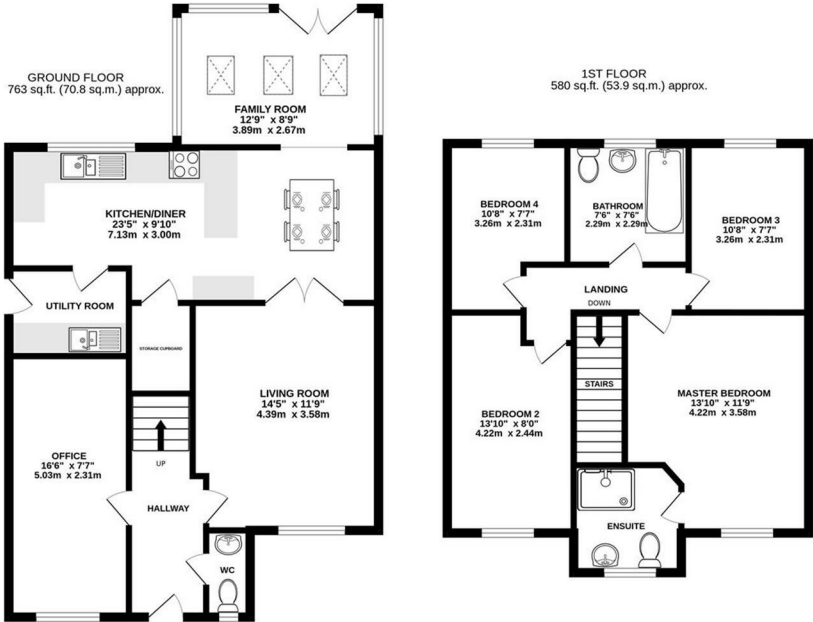 GROUND FLOOR
763 sq.ft. (70.8 sq.m.) approx.
FAMILY ROOM
12'9" x 8'9"
3.89m x 2.67m
KITCHEN/DINER
23'5" x 9'10"
7.13m x 3.00m
UTILITY ROOM
STORAGE CUPBOARD
LIVING ROOM
14'5" x 11'9"
4.39m x 3.58m
OFFICE
16'6" x 7'7"
5.03m x 2.31m
UP
HALLWAY
WC
1ST FLOOR
580 sq.ft. (53.9 sq.m.) approx.
BEDROOM 4
10'8" x 7'7"
3.26m x 2.31m
BATHROOM
7'6" x 7'6"
2.29m x 2.29m
BEDROOM 3
10'8" x 7'7"
3.26m x 2.31m
LANDING
DOWN
STAIRS
MASTER BEDROOM
13'10" x 11'9"
4.22m x 3.58m
BEDROOM 2
13'10" x 8'0"
4.22m x 2.44m
ENSUITE